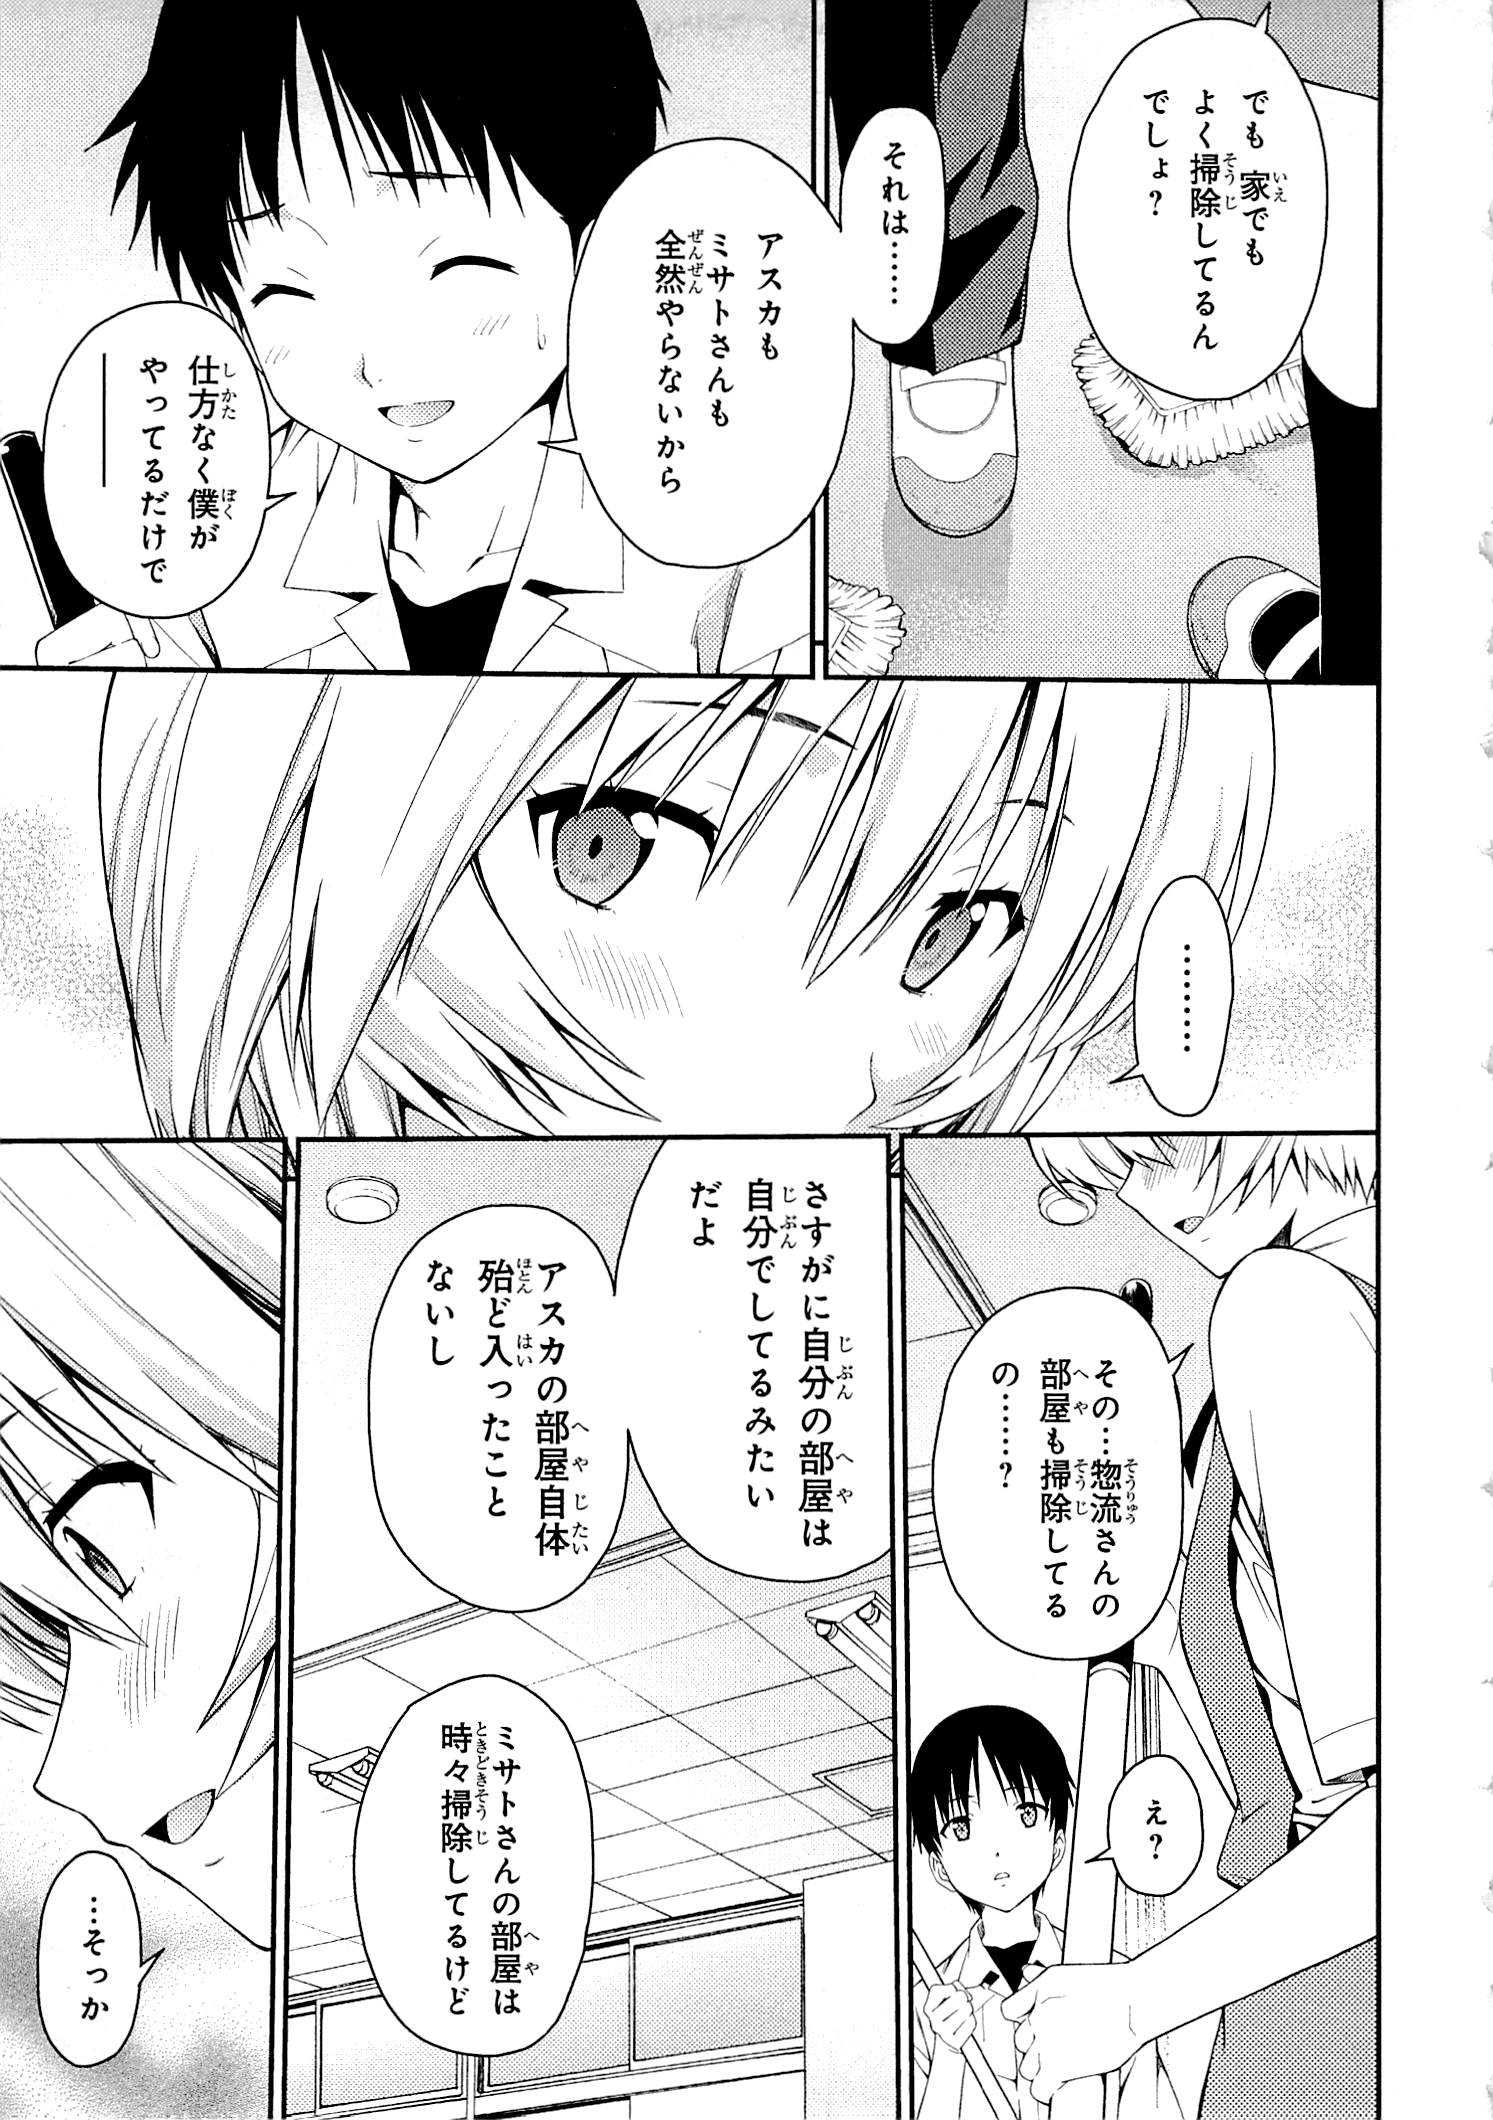 でも 家でも
よく掃除してるん
でしょ？
それは……
アスカも
ミサトさんも
全然やらないから
仕方なく僕が
やってるだけで
――
………
その…惣流さんの
部屋も掃除してる
の……？
え？
さすがに自分の部屋は
自分でしてるみたい
だよ
アスカの部屋自体
殆ど入ったこと
ないし
ミサトさんの部屋は
時々掃除してるけど
…そっか